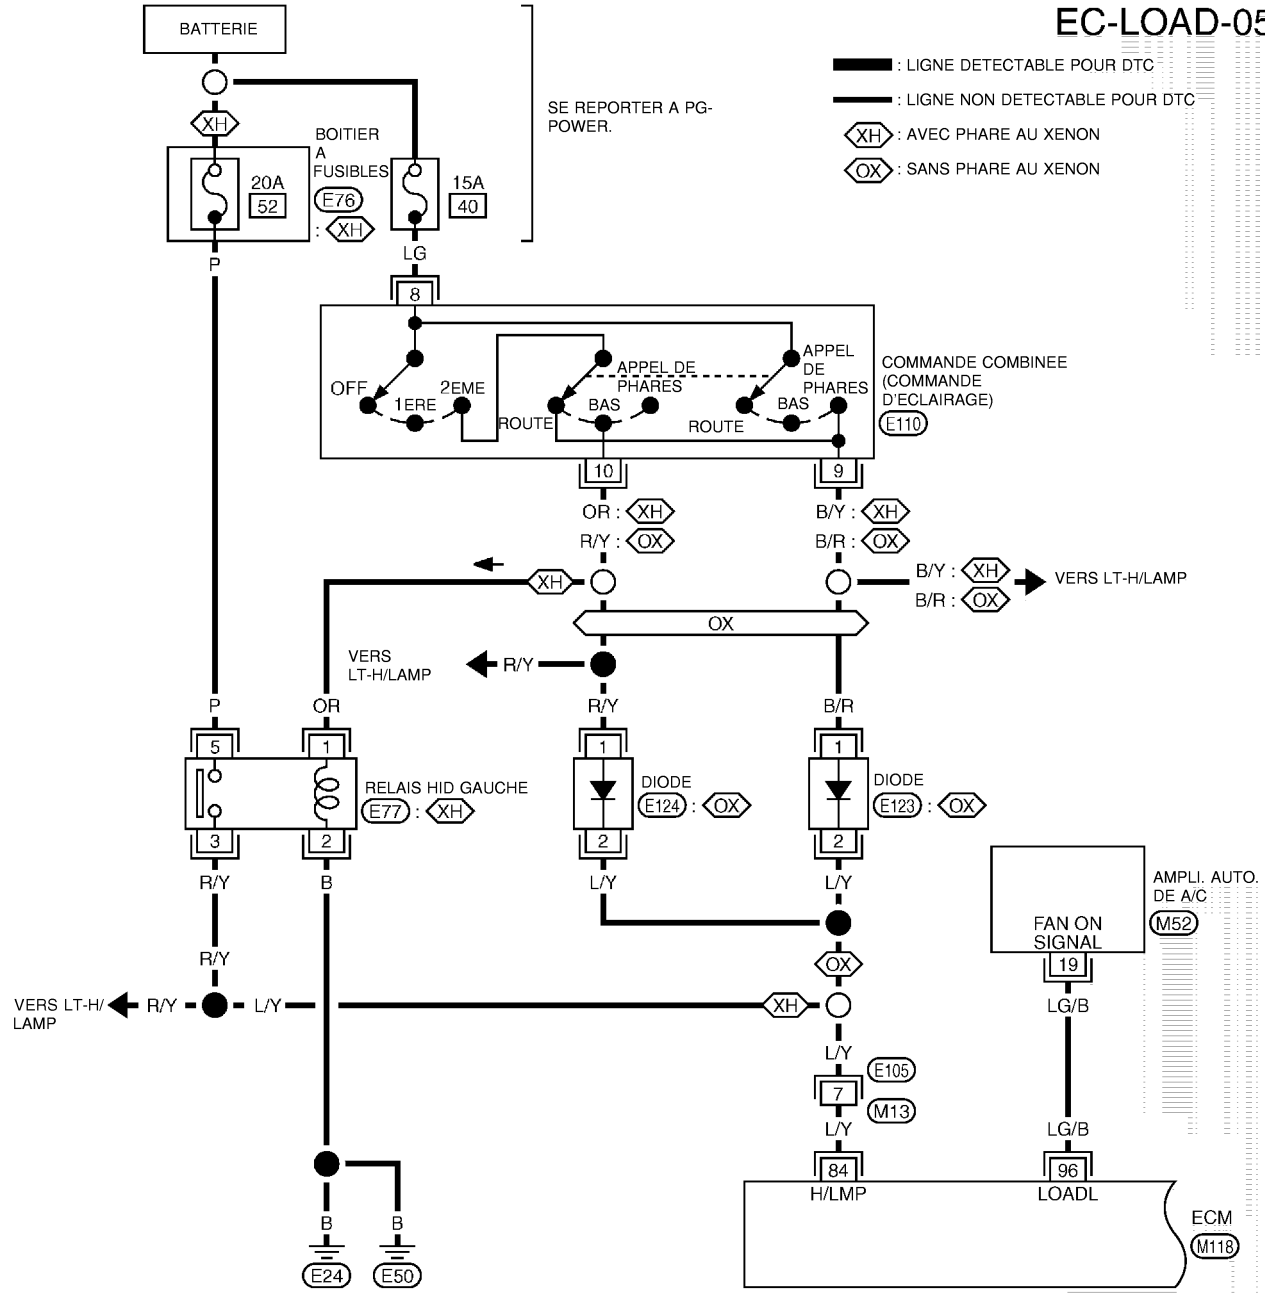 EC-LOAD-05
BATTERIE
SE REPORTER A PG-
POWER.
: LIGNE DETECTABLE POUR DTC
: LIGNE NON DETECTABLE POUR DTC
XH : AVEC PHARE AU XENON
OX : SANS PHARE AU XENON
XH
BOITIER
A
FUSIBLES
E76
: XH
20A
52
15A
40
P
LG
8
OFF
1ERE
2EME
APPEL DE
PHARES
ROUTE
BAS
APPEL
DE
PHARES
ROUTE
BAS
COMMANDE COMBINEE
(COMMANDE
D'ECLAIRAGE)
E110
10
9
OR : XH
R/Y : OX
B/Y : XH
B/R : OX
XH
B/Y : XH
B/R : OX
VERS LT-H/LAMP
OX
VERS
LT-H/LAMP
R/Y
P
OR
R/Y
B/R
5
1
1
1
RELAIS HID GAUCHE
E77 : XH
DIODE
E124 : OX
DIODE
E123 : OX
3
2
2
2
R/Y
B
L/Y
L/Y
AMPLI. AUTO.
DE A/C
M52
FAN ON
SIGNAL
19
R/Y
OX
VERS LT-H/
LAMP
R/Y
L/Y
XH
LG/B
L/Y
E105
7
M13
L/Y
LG/B
84
96
H/LMP
LOADL
ECM
M118
B
B
E24
E50